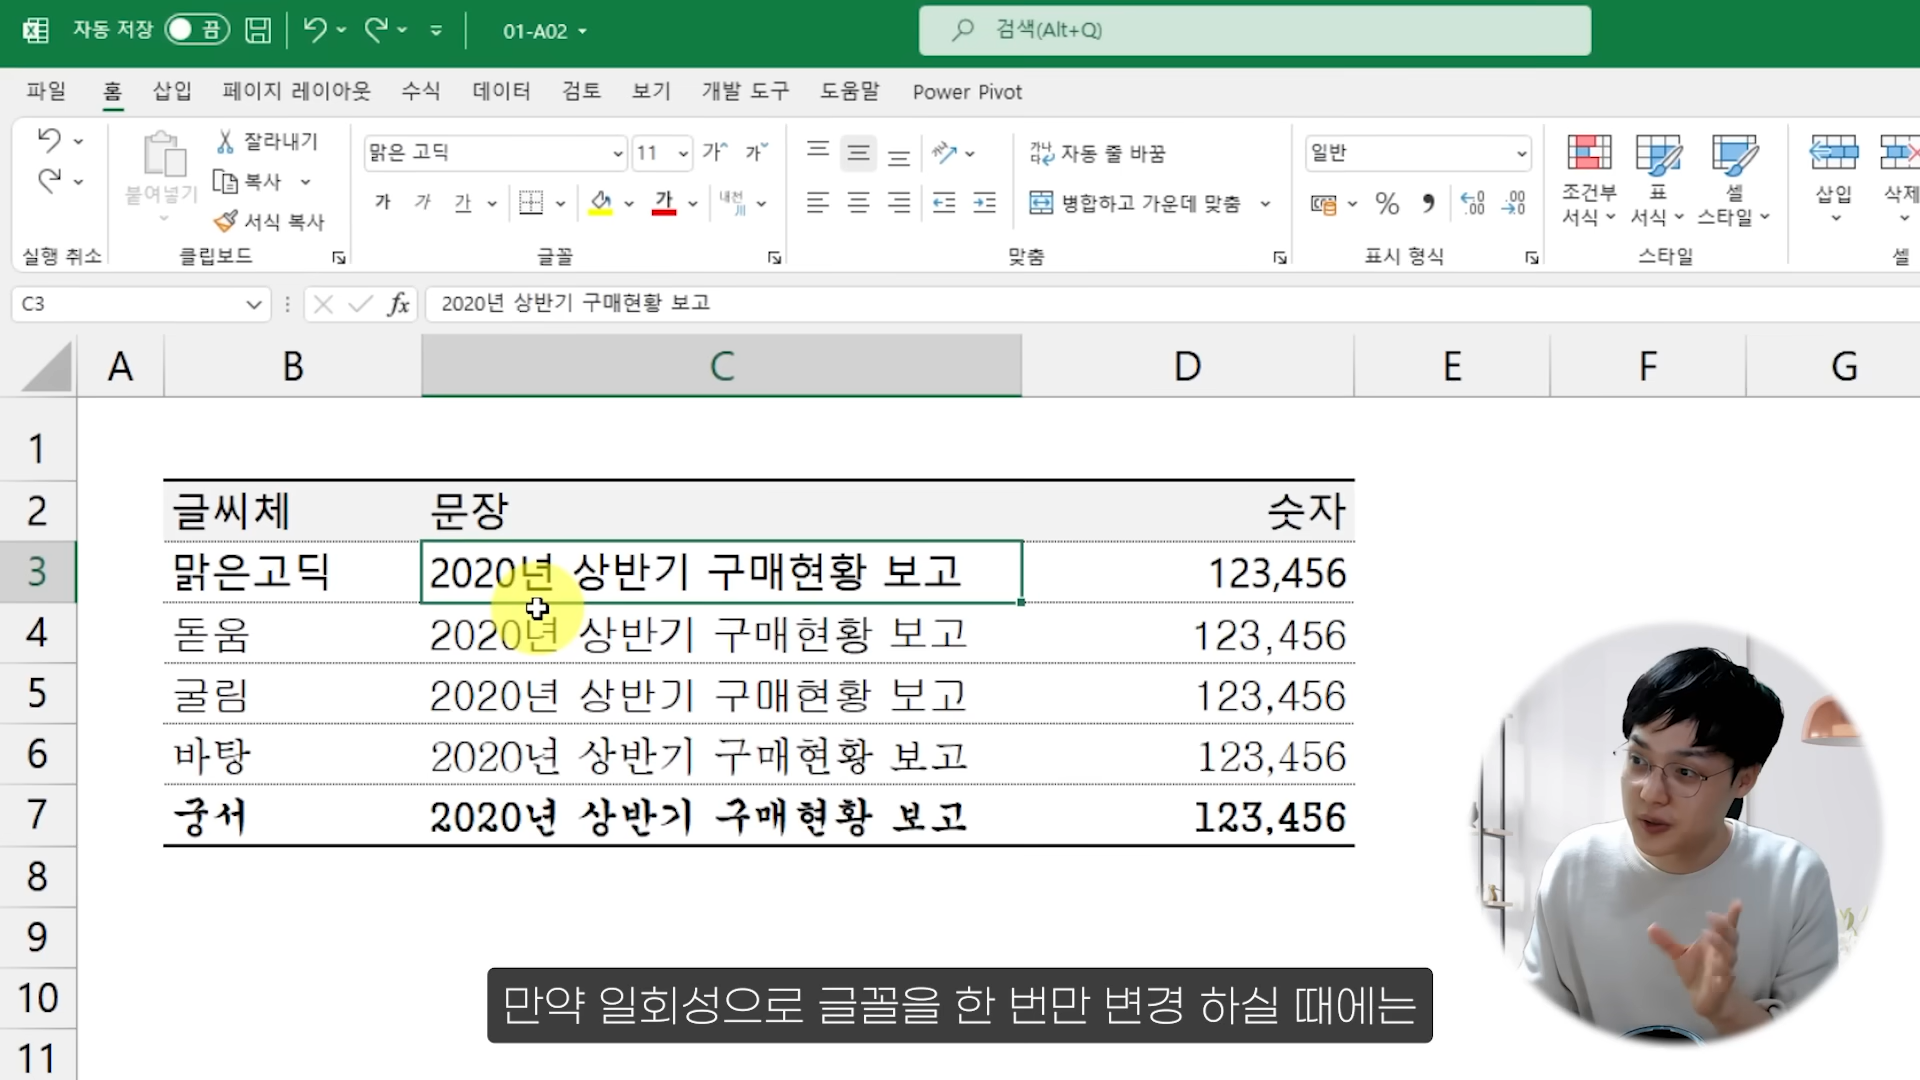 자동 저장 끔 01-A02 검색(Alt+Q)
파일 홈 삽입 페이지 레이아웃 수식 데이터 검토 보기 개발 도구 도움말 Power Pivot
붙여넣기 잘라내기
복사
서식 복사
실행 취소 클립보드
맑은 고딕 11 가 가
가 가 가 가 내천
글꼴
가나다 자동 줄 바꿈
병합하고 가운데 맞춤
맞춤
일반
% 9 .00 .00
표시 형식
조건부 서식 표 서식 셀 스타일
스타일
삽입 삭제
셀
C3 fx 2020년 상반기 구매현황 보고
A B C D E F G
1
2 글씨체 문장 숫자
3 맑은고딕 2020년 상반기 구매현황 보고 123,456
4 돋움 2020년 상반기 구매현황 보고 123,456
5 굴림 2020년 상반기 구매현황 보고 123,456
6 바탕 2020년 상반기 구매현황 보고 123,456
7 궁서 2020년 상반기 구매현황 보고 123,456
8
9
10
11
만약 일회성으로 글꼴을 한 번만 변경 하실 때에는